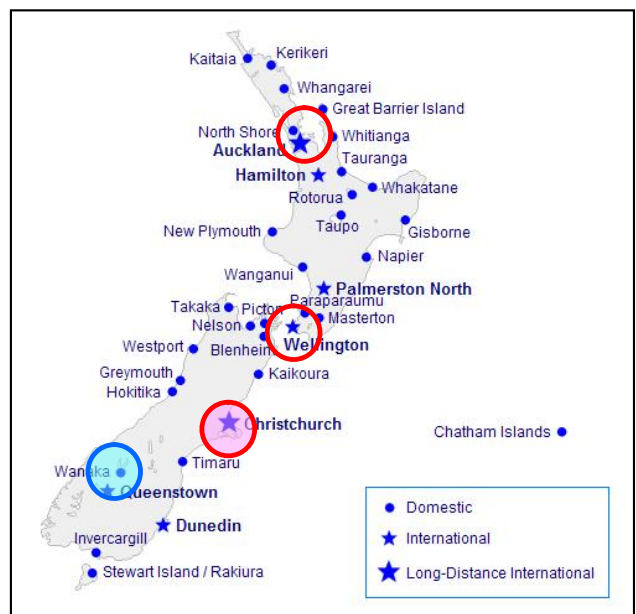 Kaitaia
Kerikeri
Whangarei
Great Barrier Island
North Shore
Whitianga
Auckland
Tauranga
Hamilton
Whakatane
Rotorua
Taupo
Gisborne
New Plymouth
Napier
Wanganui
Palmerston North
Takaka
Picton
Paraparaumu
Nelson
Masterton
Wellington
Westport
Blenheim
Greymouth
Kaikoura
Hokitika
Christchurch
Chatham Islands
Timaru
Wanaka
Queenstown
Dunedin
Invercargill
Stewart Island / Rakiura
Domestic
International
Long-Distance International